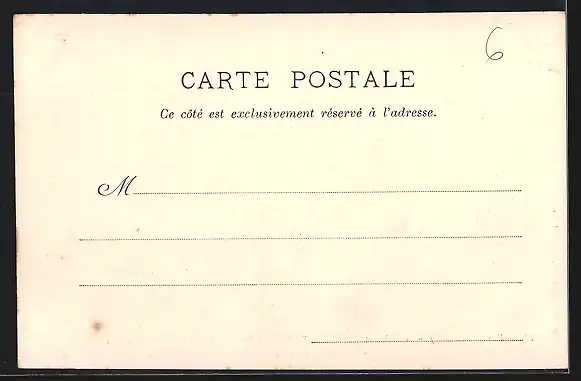 6
CARTE POSTALE
Ce côté est exclusivement réservé à l'adresse.
M